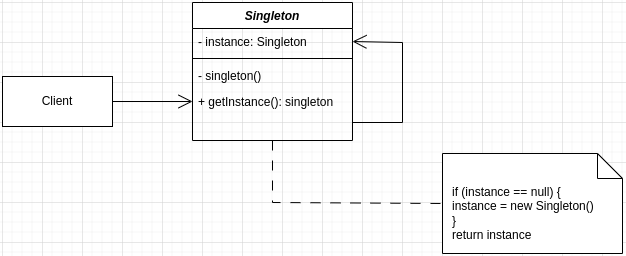 Singleton
- instance: Singleton
- singleton()
+ getInstance(): singleton
Client
if (instance == null) {
instance = new Singleton()
}
return instance